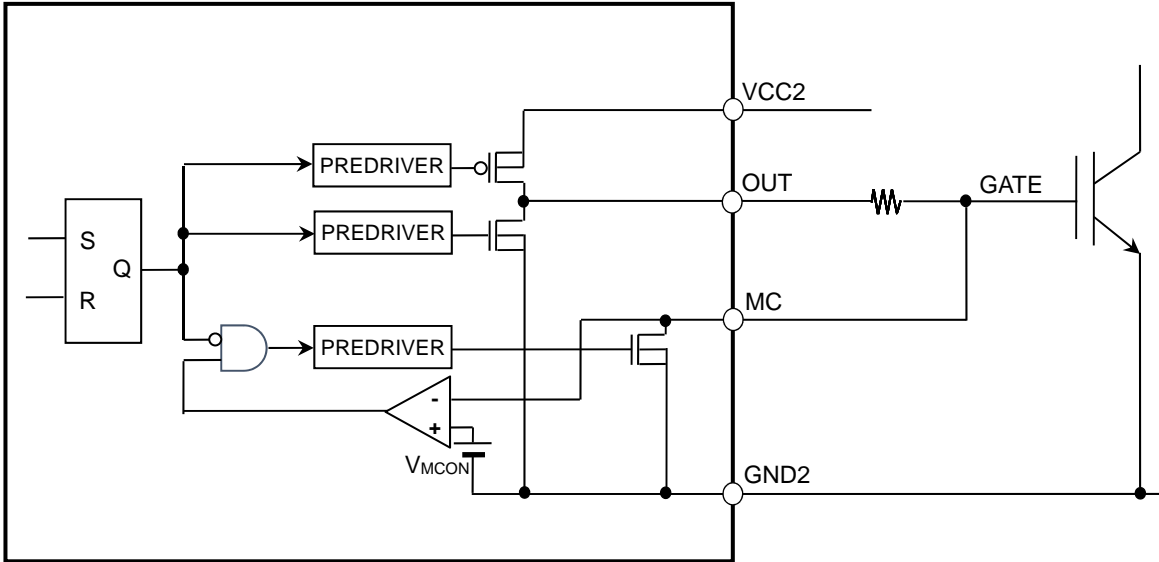 VCC2
PREDRIVER
OUT
GATE
PREDRIVER
S
Q
R
MC
PREDRIVER
-
+
VMCON
GND2